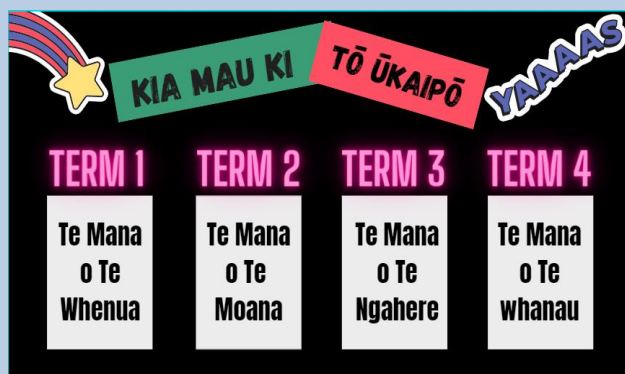 KIA MAU KI
TŌ ŪKAIPŌ
YAAAAS
TERM 1
Te Mana
o Te
Whenua
TERM 2
Te Mana
o Te
Moana
TERM 3
Te Mana
o Te
Ngahere
TERM 4
Te Mana
o Te
whanau